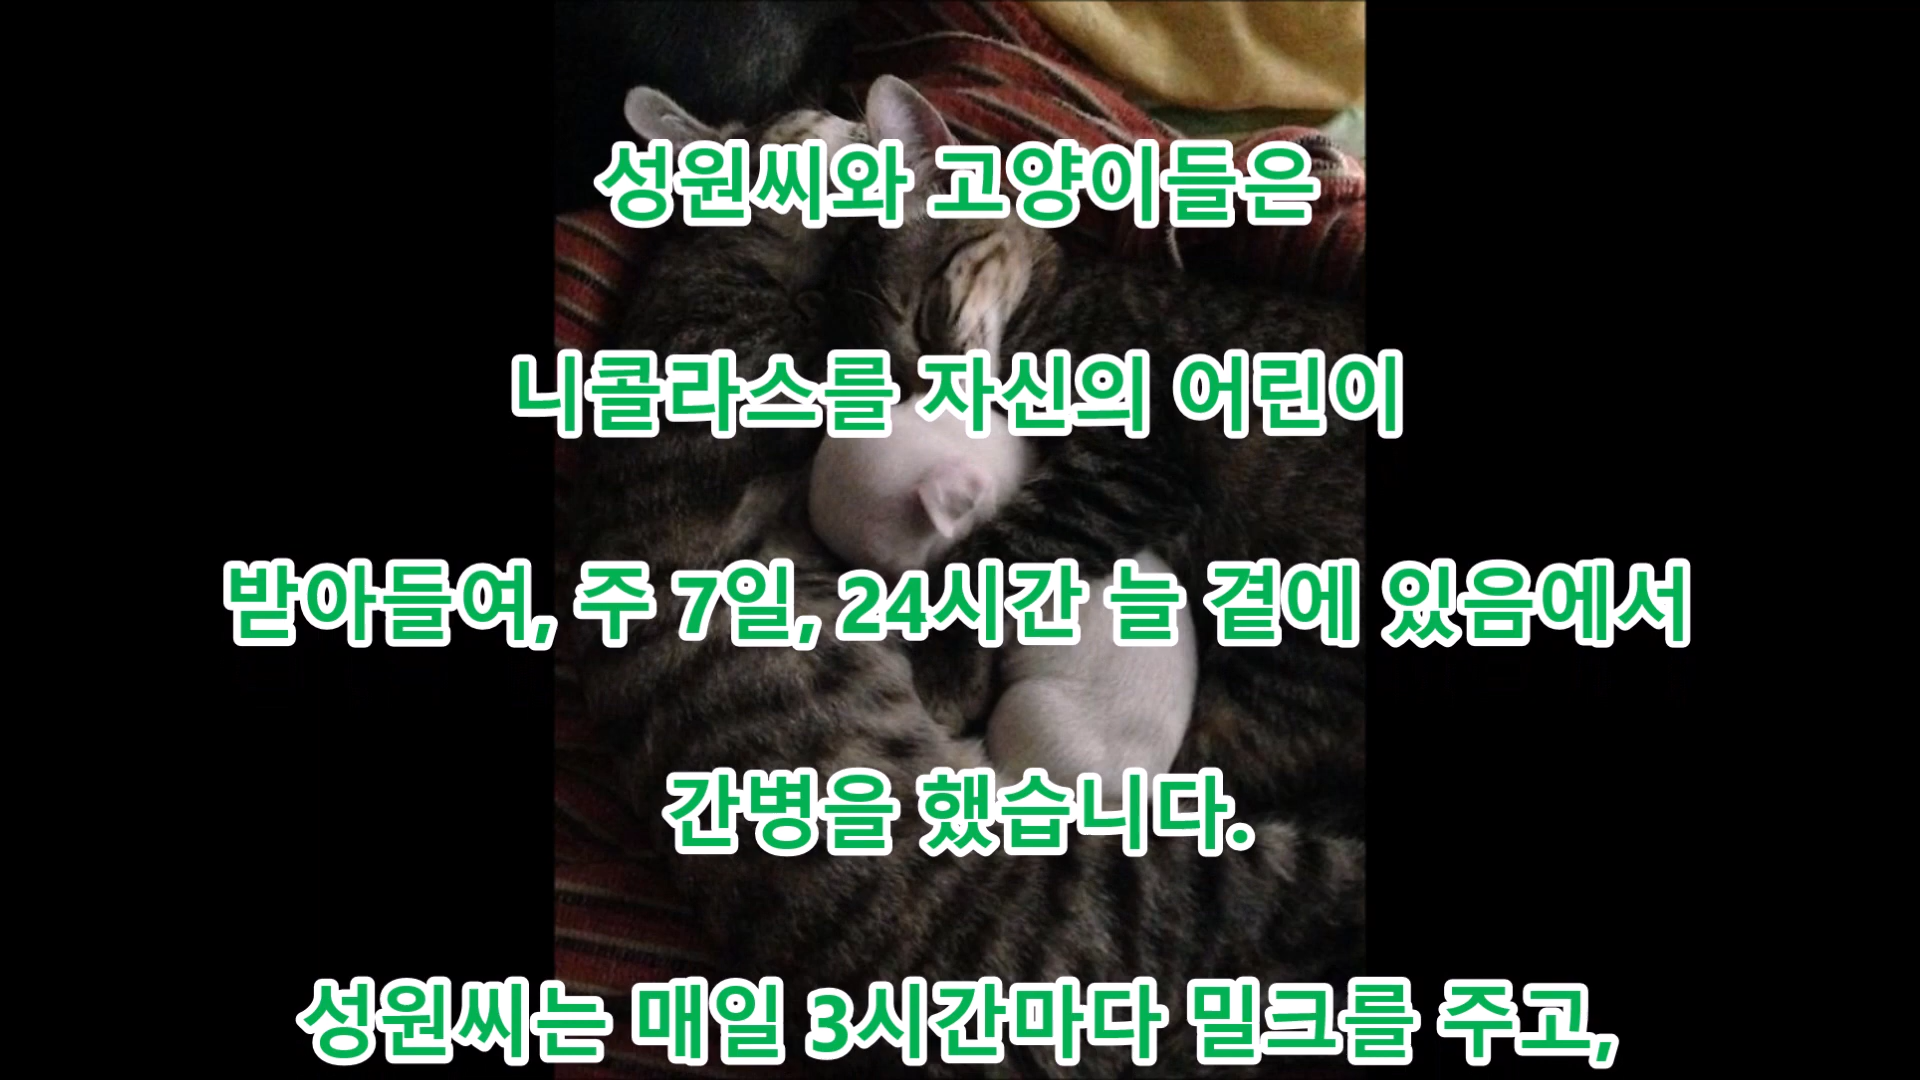 성원씨와 고양이들은
니콜라스를 자신의 어린이
받아들여, 주 7일, 24시간 늘 곁에 있음에서
간병을 했습니다.
성원씨는 매일 3시간마다 밀크를 주고,